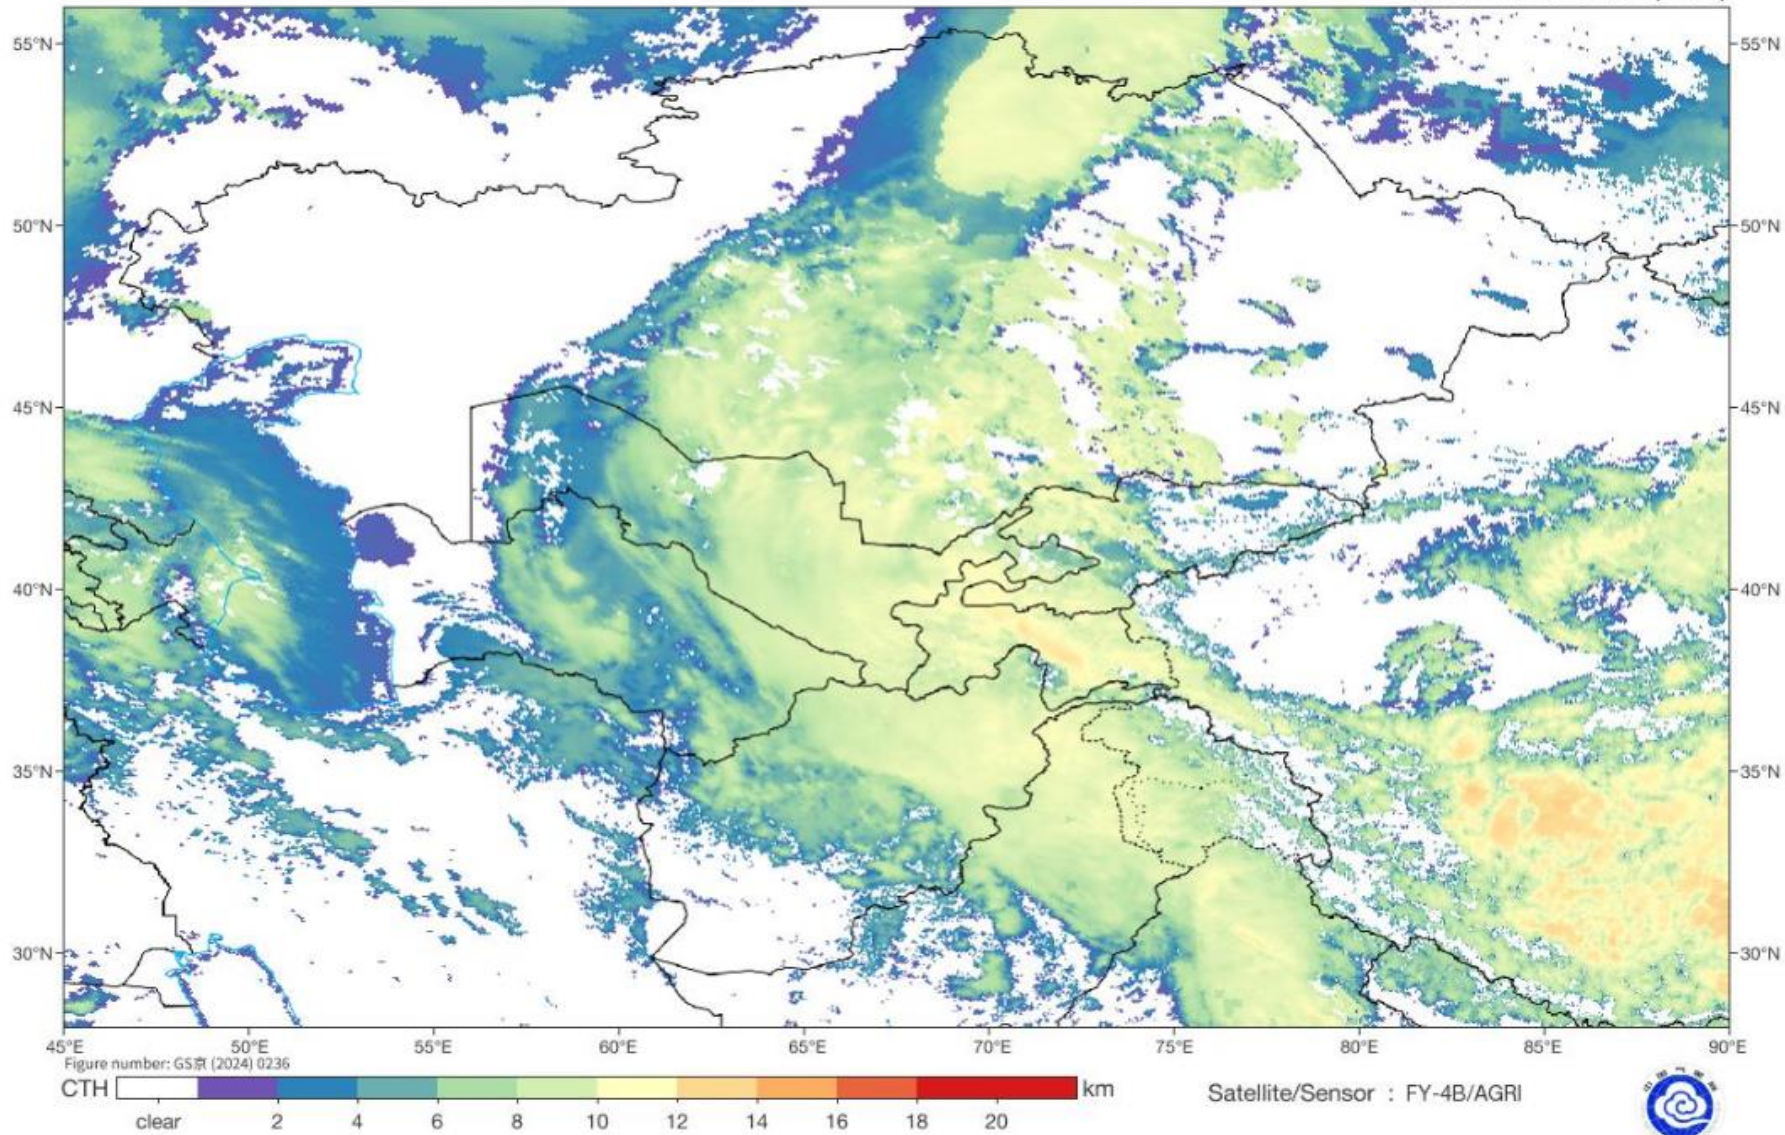 55°N 55°N
50°N 50°N
45°N 45°N
40°N 40°N
35°N 35°N
30°N 30°N
45°E 50°E 55°E 60°E 65°E 70°E 75°E 80°E 85°E 90°E
Figure number: GS京 (2024) 0236
CTH km
clear 2 4 6 8 10 12 14 16 18 20
Satellite/Sensor : FY-4B/AGRI